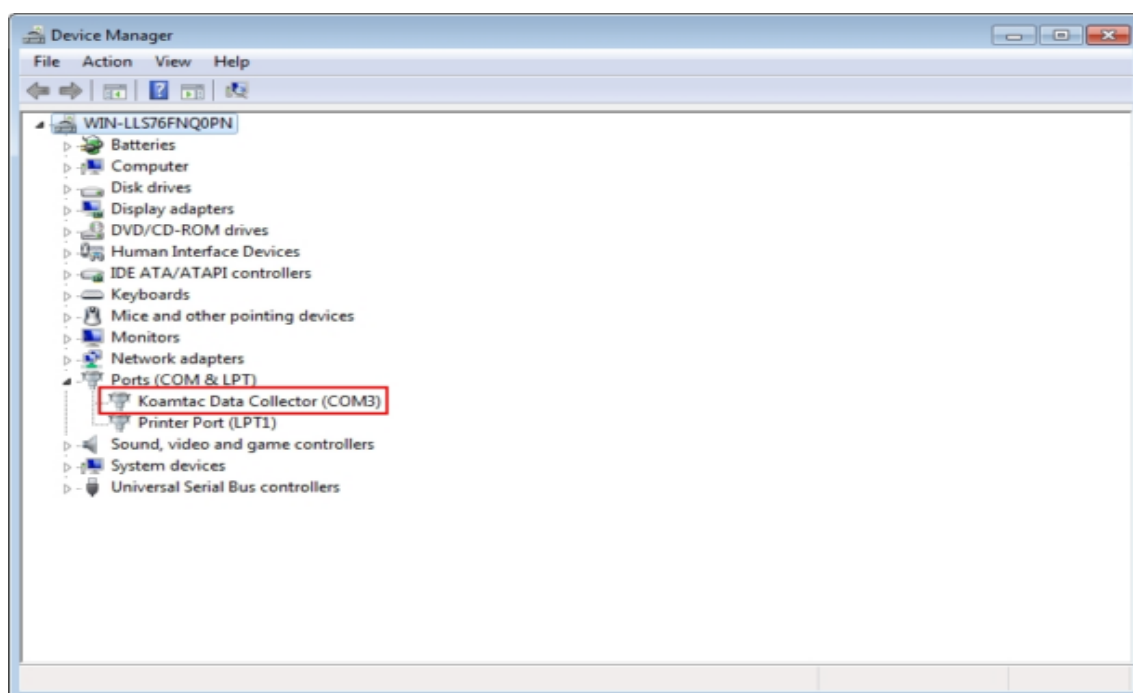 Device Manager
File Action View Help
WIN-LLS76FNQ0PN
Batteries
Computer
Disk drives
Display adapters
DVD/CD-ROM drives
Human Interface Devices
IDE ATA/ATAPI controllers
Keyboards
Mice and other pointing devices
Monitors
Network adapters
Ports (COM & LPT)
Koamtac Data Collector (COM3)
Printer Port (LPT1)
Sound, video and game controllers
System devices
Universal Serial Bus controllers